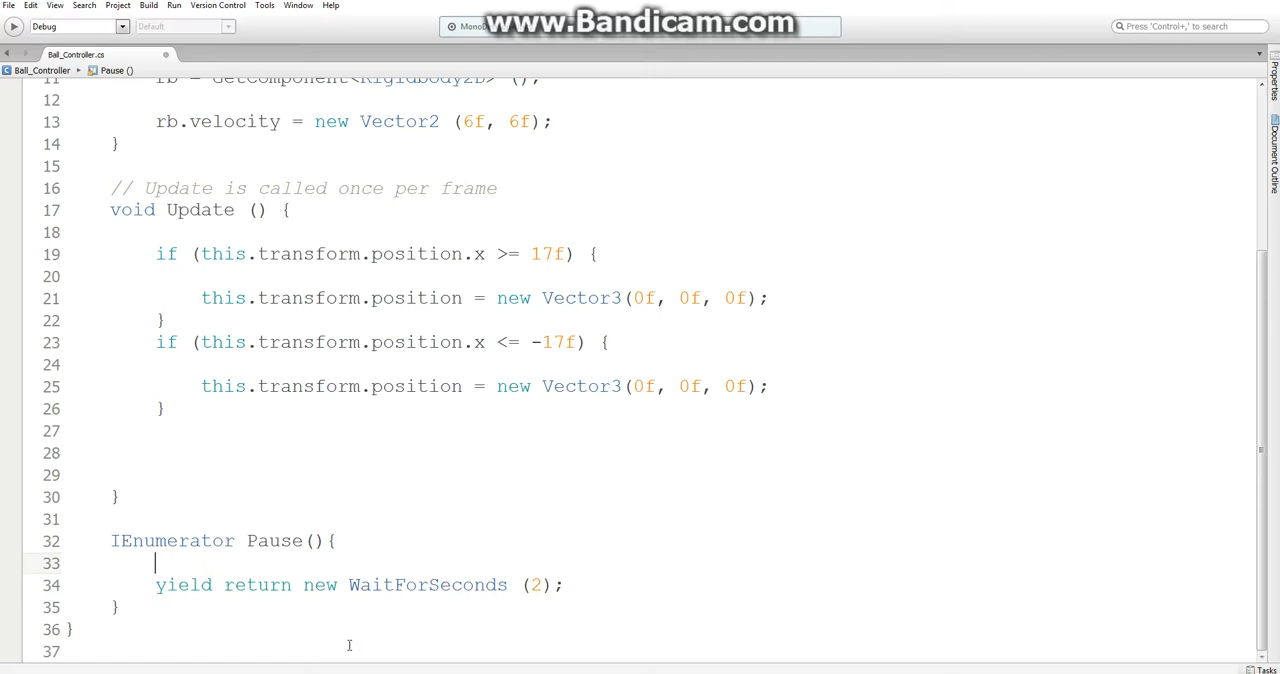 File Edit View Search Project Build Run Version Control Tools Window Help
www.Bandicam.com
Debug
Default
Press 'Control+,' to search
Ball_Controller.cs
Ball_Controller Pause ()
11 rb = GetComponent<Rigidbody2D> ();
12
13 rb.velocity = new Vector2 (6f, 6f);
14 }
15
16 // Update is called once per frame
17 void Update () {
18
19 if (this.transform.position.x >= 17f) {
20
21 this.transform.position = new Vector3(0f, 0f, 0f);
22 }
23 if (this.transform.position.x <= -17f) {
24
25 this.transform.position = new Vector3(0f, 0f, 0f);
26 }
27
28
29
30 }
31
32 IEnumerator Pause(){
33
34 yield return new WaitForSeconds (2);
35 }
36 }
37
Properties
Document Outline
Tasks